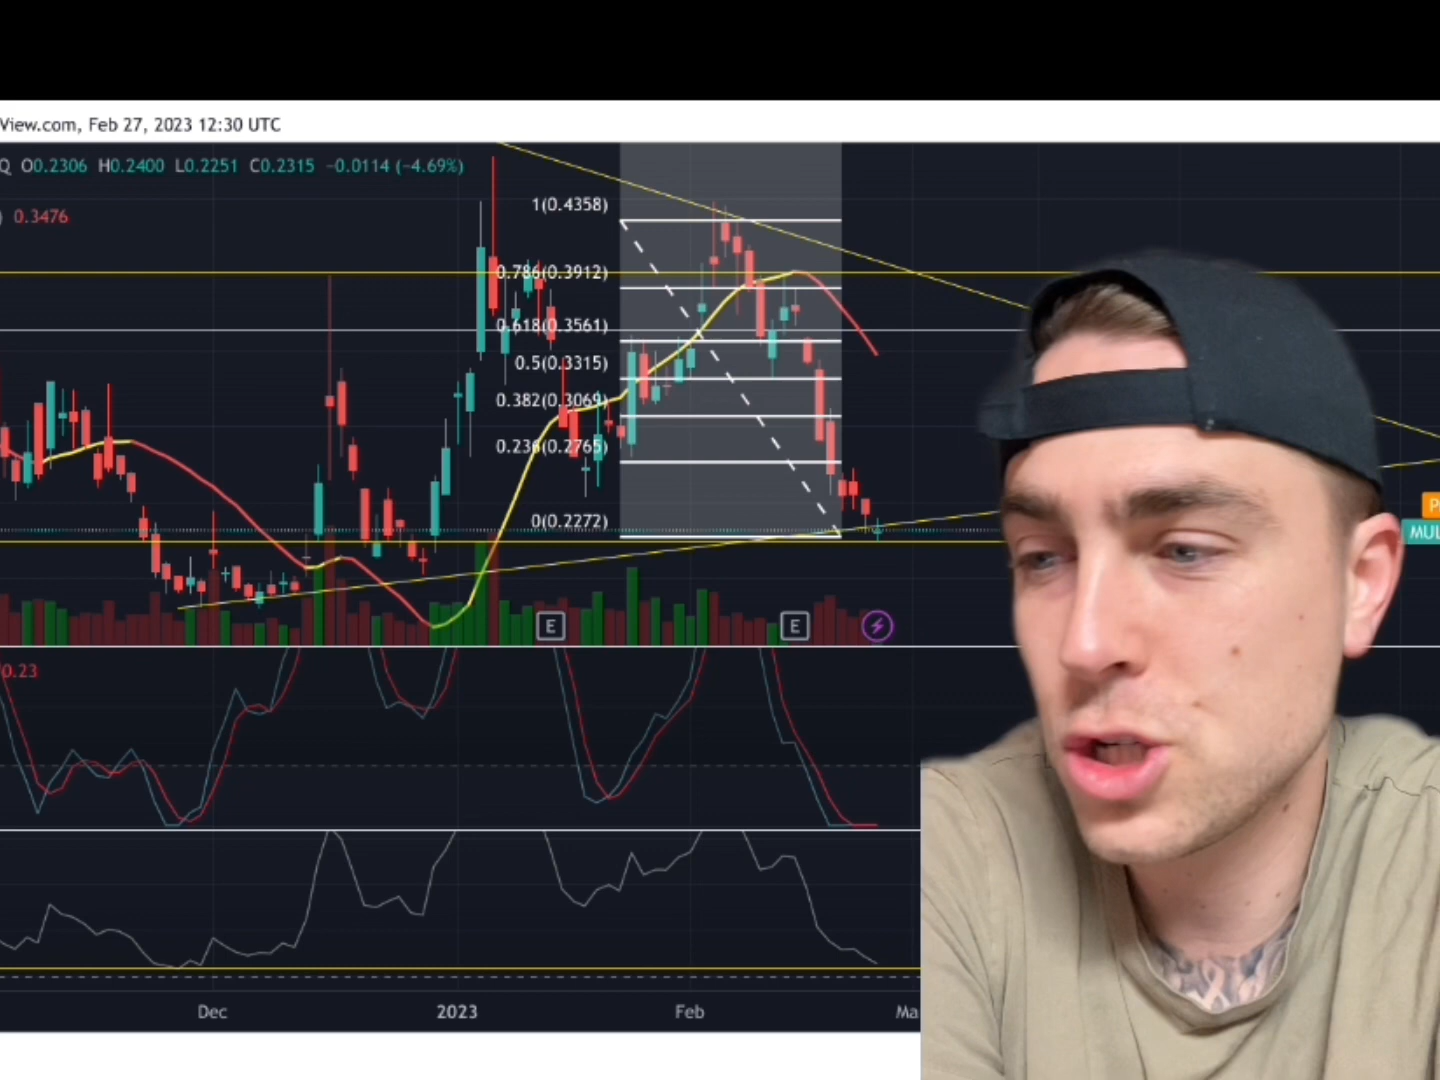 View.com, Feb 27, 2023 12:30 UTC
Q O0.2306 H0.2400 L0.2251 C0.2315 −0.0114 (−4.69%)
) 0.3476
1(0.4358)
0.786(0.3912)
0.618(0.3561)
0.5(0.3315)
0.382(0.3069)
0.236(0.2765)
0(0.2272)
P
MUL
E
E
0.23
Dec
2023
Feb
Ma